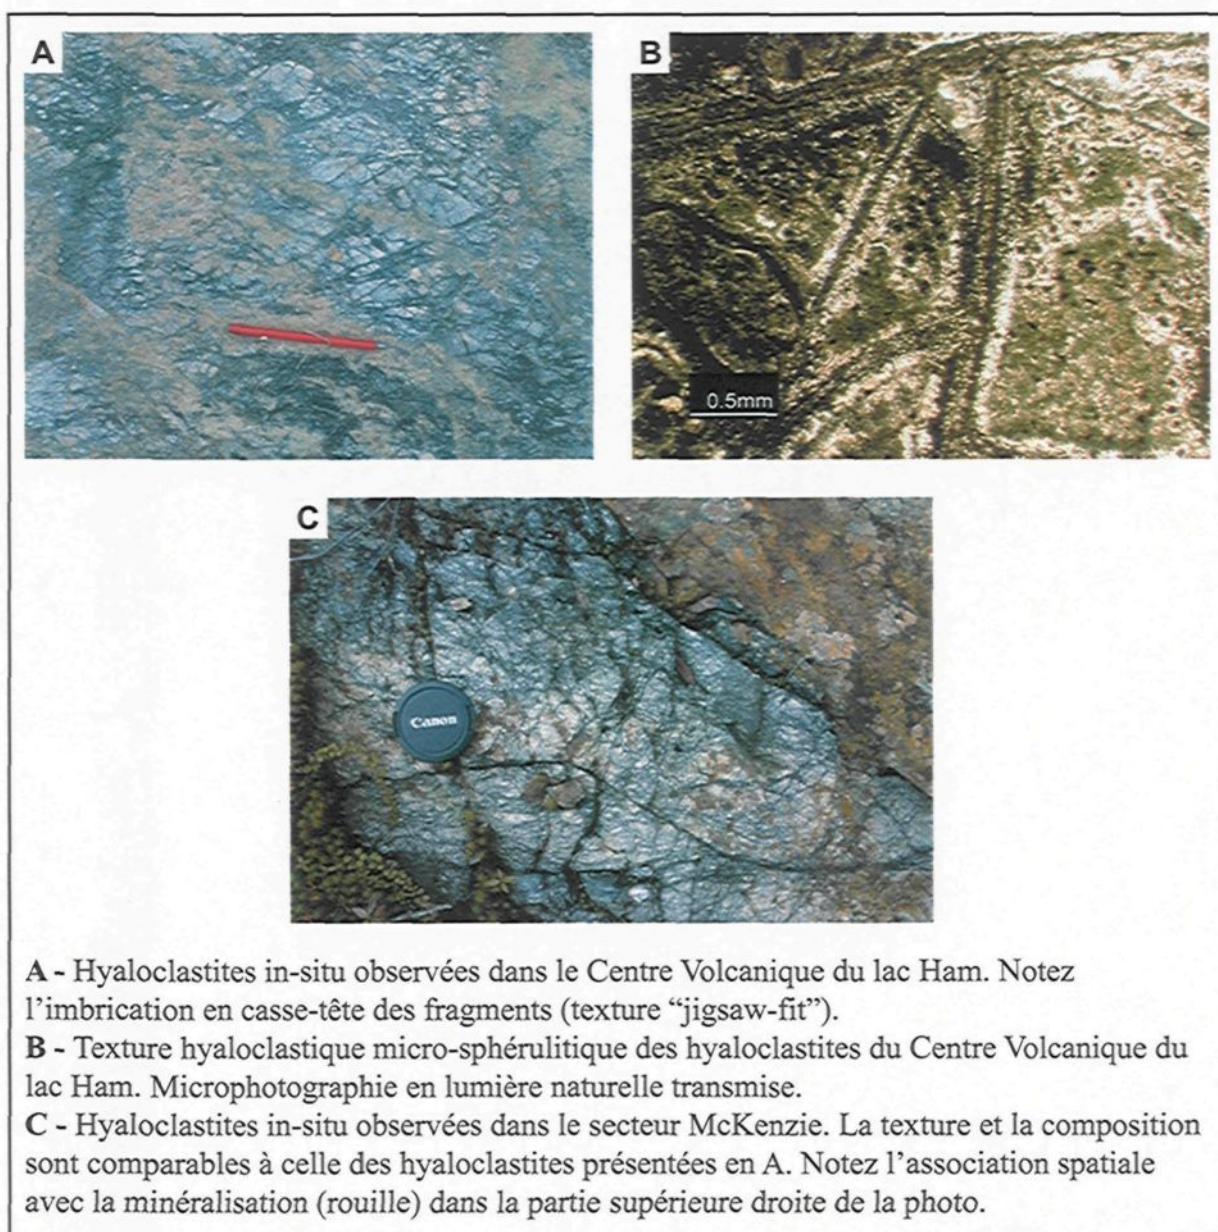 A
B
0.5mm
C
Canon
A - Hyaloclastites in-situ observées dans le Centre Volcanique du lac Ham. Notez
l'imbrication en casse-tête des fragments (texture “jigsaw-fit”).
B - Texture hyaloclastique micro-sphérulitique des hyaloclastites du Centre Volcanique du
lac Ham. Microphotographie en lumière naturelle transmise.
C - Hyaloclastites in-situ observées dans le secteur McKenzie. La texture et la composition
sont comparables à celle des hyaloclastites présentées en A. Notez l'association spatiale
avec la minéralisation (rouille) dans la partie supérieure droite de la photo.